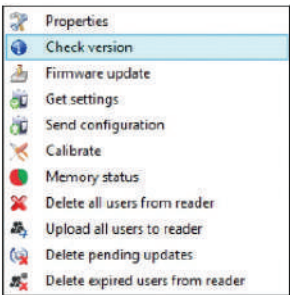 Properties
Check version
Firmware update
Get settings
Send configuration
Calibrate
Memory status
Delete all users from reader
Upload all users to reader
Delete pending updates
Delete expired users from reader